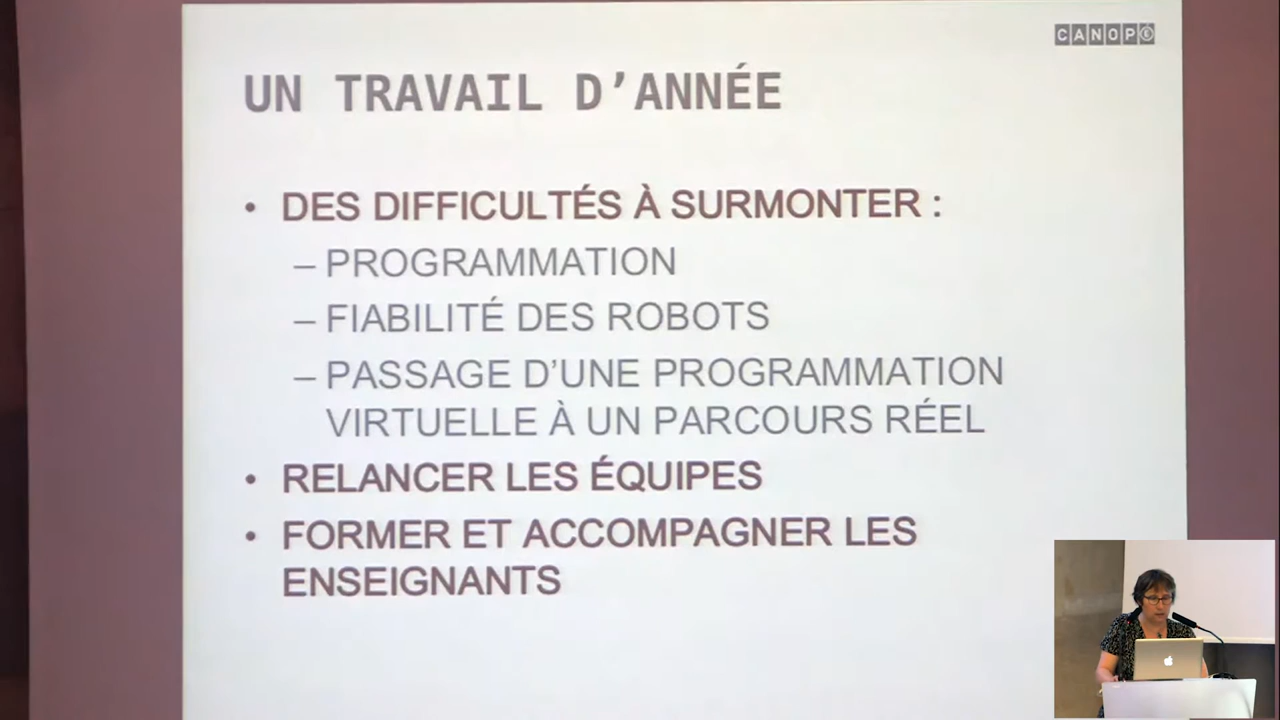 CANOPÉ
UN TRAVAIL D’ANNÉE
• DES DIFFICULTÉS À SURMONTER :
– PROGRAMMATION
– FIABILITÉ DES ROBOTS
– PASSAGE D’UNE PROGRAMMATION
VIRTUELLE À UN PARCOURS RÉEL
• RELANCER LES ÉQUIPES
• FORMER ET ACCOMPAGNER LES
ENSEIGNANTS